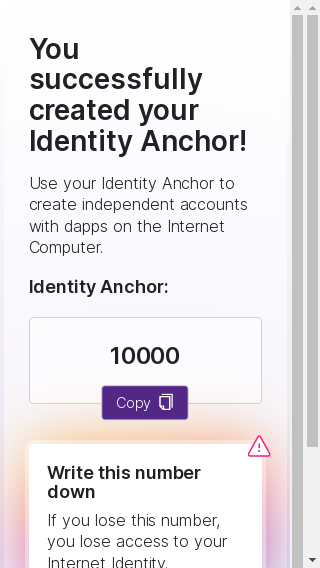 You
successfully
created your
Identity Anchor!
Use your Identity Anchor to
create independent accounts
with dapps on the Internet
Computer.
Identity Anchor:
10000
Copy
Write this number
down
If you lose this number,
you lose access to your
Internet Identity.